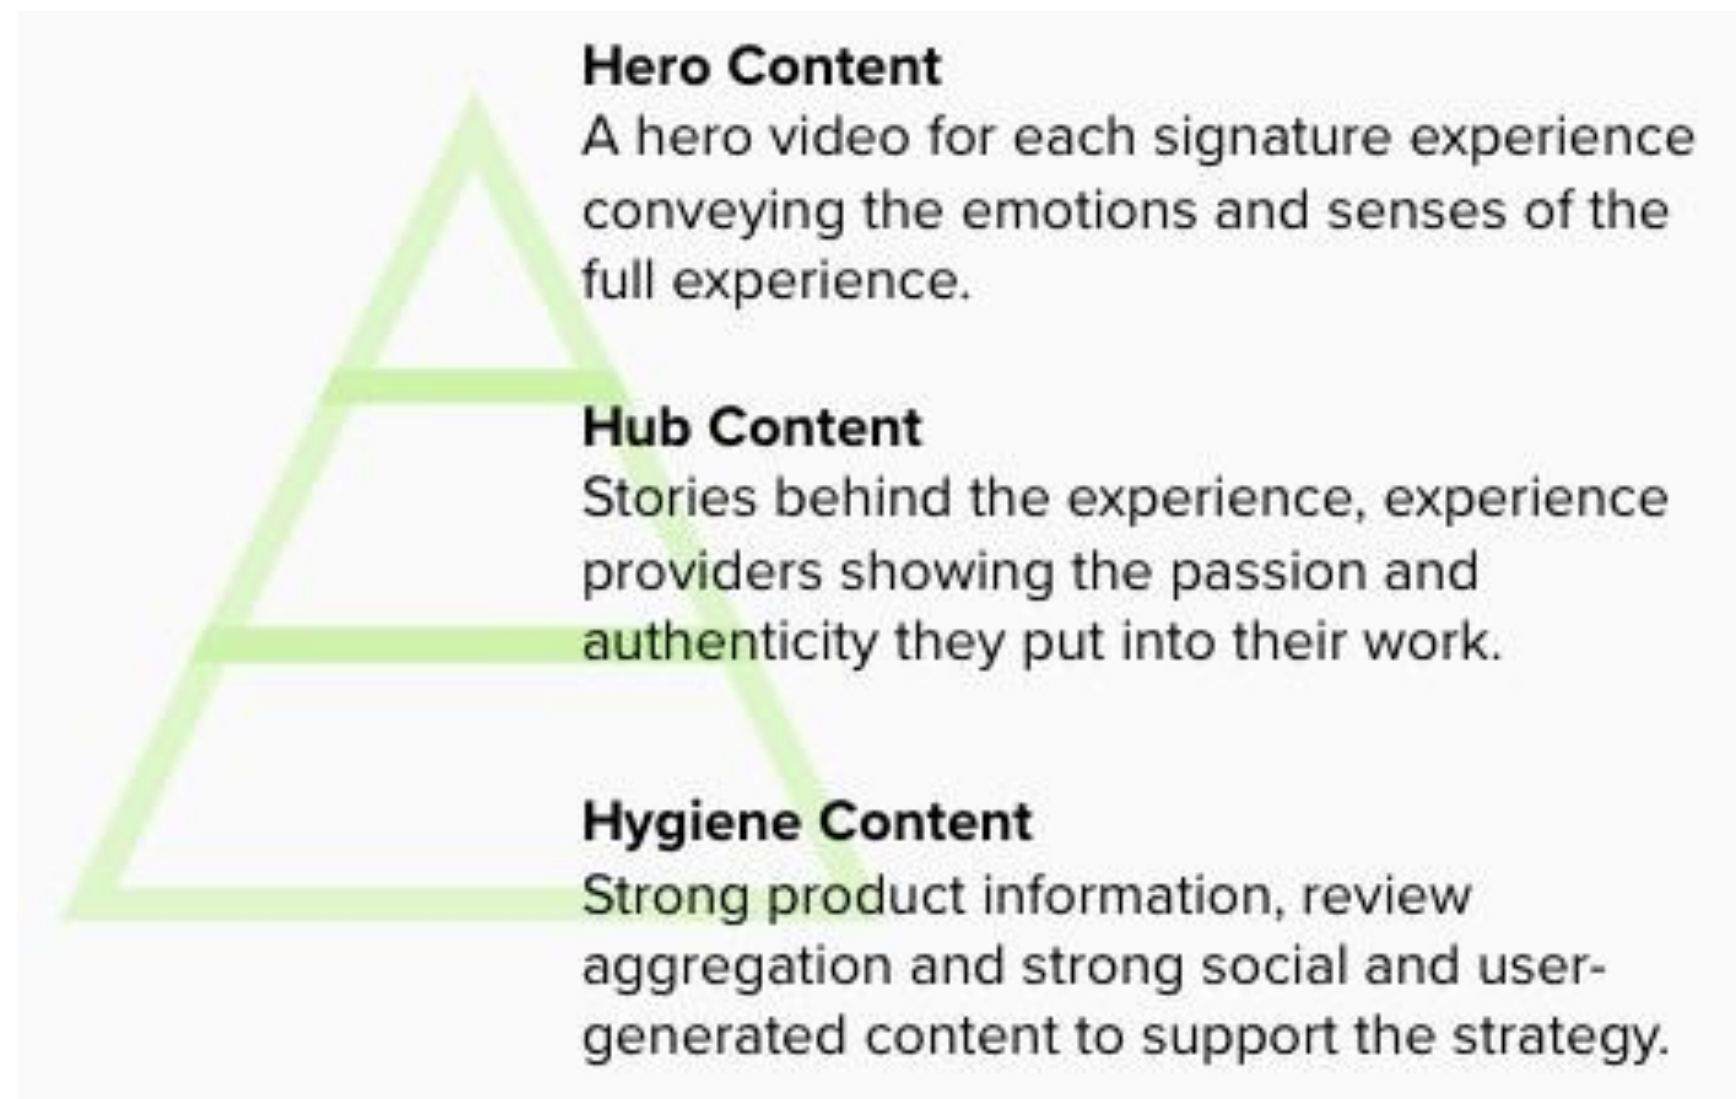 Hero Content
A hero video for each signature experience
conveying the emotions and senses of the
full experience.
Hub Content
Stories behind the experience, experience
providers showing the passion and
authenticity they put into their work.
Hygiene Content
Strong product information, review
aggregation and strong social and user-
generated content to support the strategy.